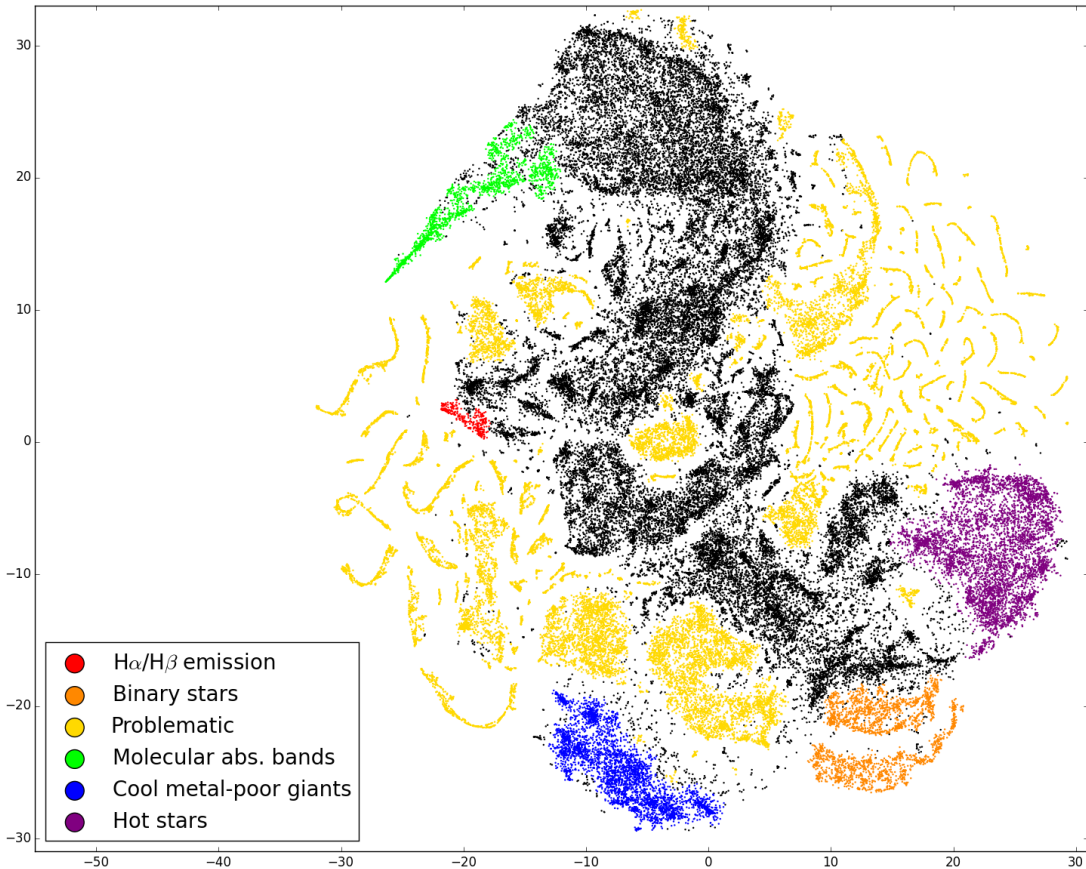 30
20
10
0
−10
−20
−30
Hα/Hβ emission
Binary stars
Problematic
Molecular abs. bands
Cool metal-poor giants
Hot stars
−50 −40 −30 −20 −10 0 10 20 30